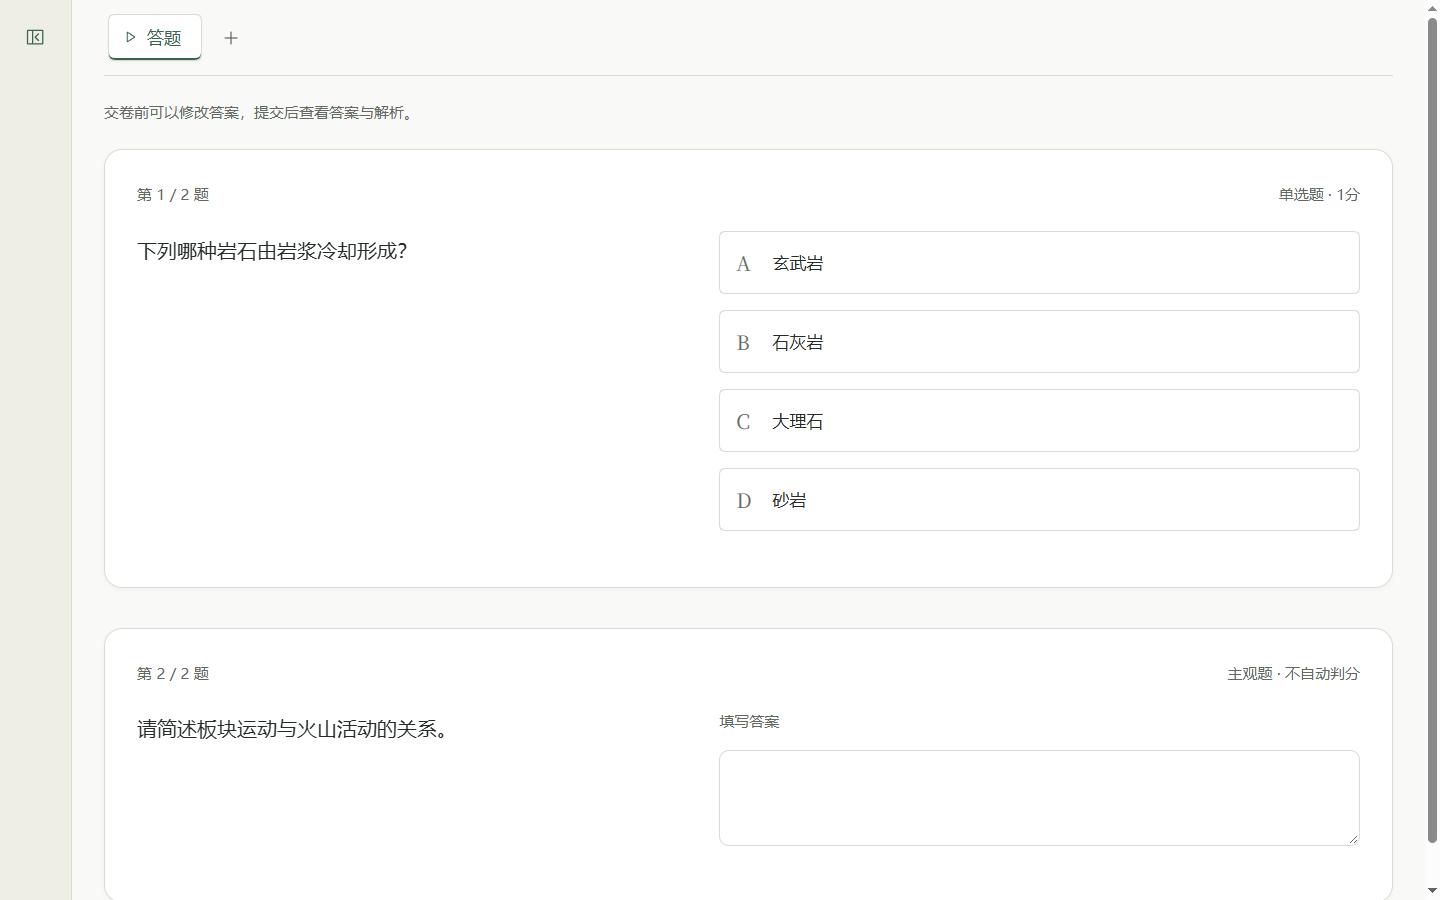 答题
交卷前可以修改答案，提交后查看答案与解析。
第 1 / 2 题
单选题 · 1分
下列哪种岩石由岩浆冷却形成？
A 玄武岩
B 石灰岩
C 大理石
D 砂岩
第 2 / 2 题
主观题 · 不自动判分
请简述板块运动与火山活动的关系。
填写答案